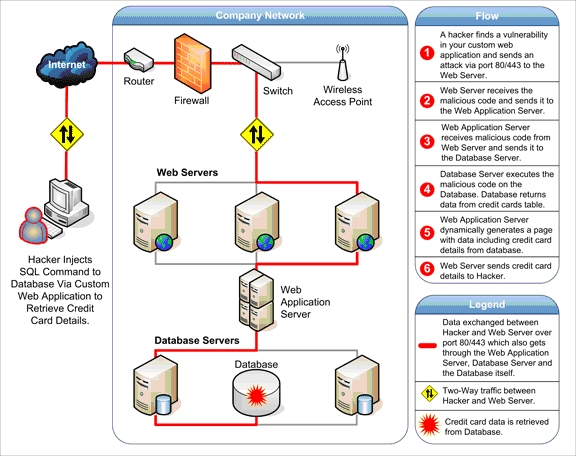 Company Network
Internet
Router
Firewall
Switch
Wireless
Access Point
Web Servers
Hacker Injects
SQL Command to
Database Via Custom
Web Application to
Retrieve Credit
Card Details.
Web
Application
Server
Database Servers
Database
Flow
1
A hacker finds a vulnerability
in your custom web
application and sends an
attack via port 80/443 to the
Web Server.
2
Web Server receives the
malicious code and sends it to
the Web Application Server.
3
Web Application Server
receives malicious code from
Web Server and sends it to
the Database Server.
4
Database Server executes the
malicious code on the
Database. Database returns
data from credit cards table.
5
Web Application Server
dynamically generates a page
with data including credit card
details from database.
6
Web Server sends credit card
details to Hacker.
Legend
Data exchanged between
Hacker and Web Server over
port 80/443 which also gets
through the Web Application
Server, Database Server and
the Database itself.
Two-Way traffic between
Hacker and Web Server.
Credit card data is retrieved
from Database.